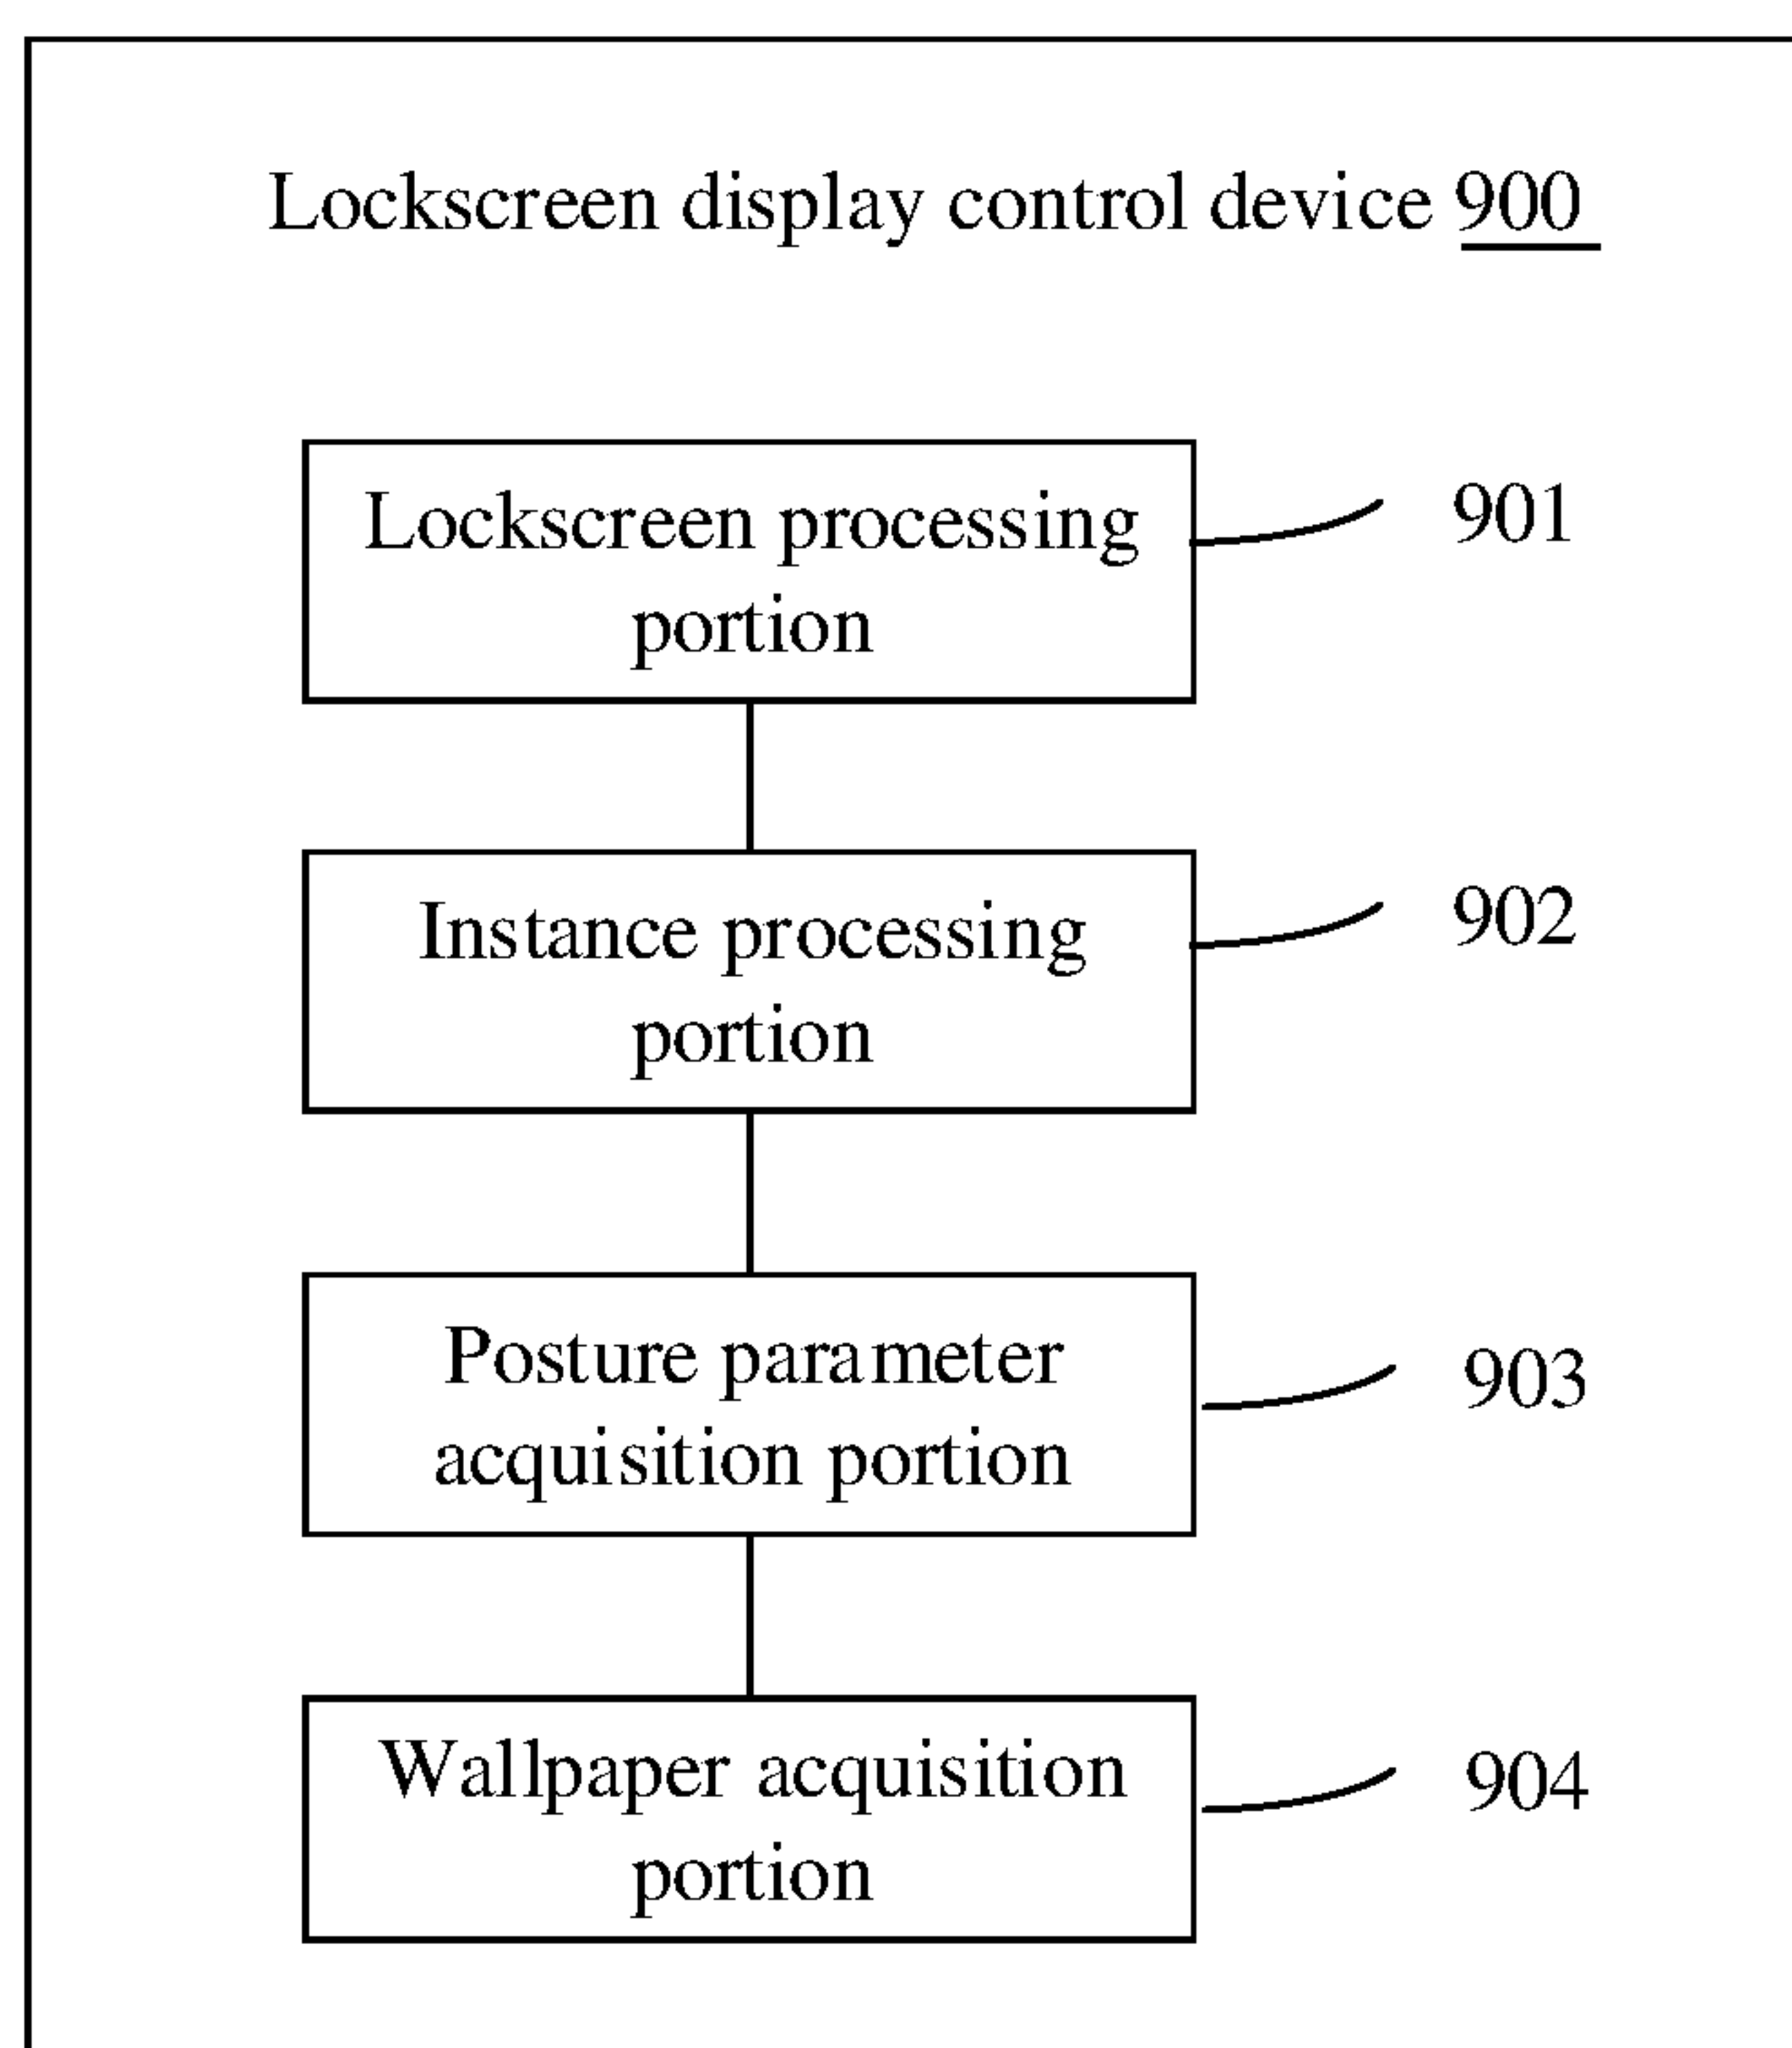 Lockscreen display control device 900
Lockscreen processing
portion
901
Instance processing
portion
902
Posture parameter
acquisition portion
903
Wallpaper acquisition
portion
904